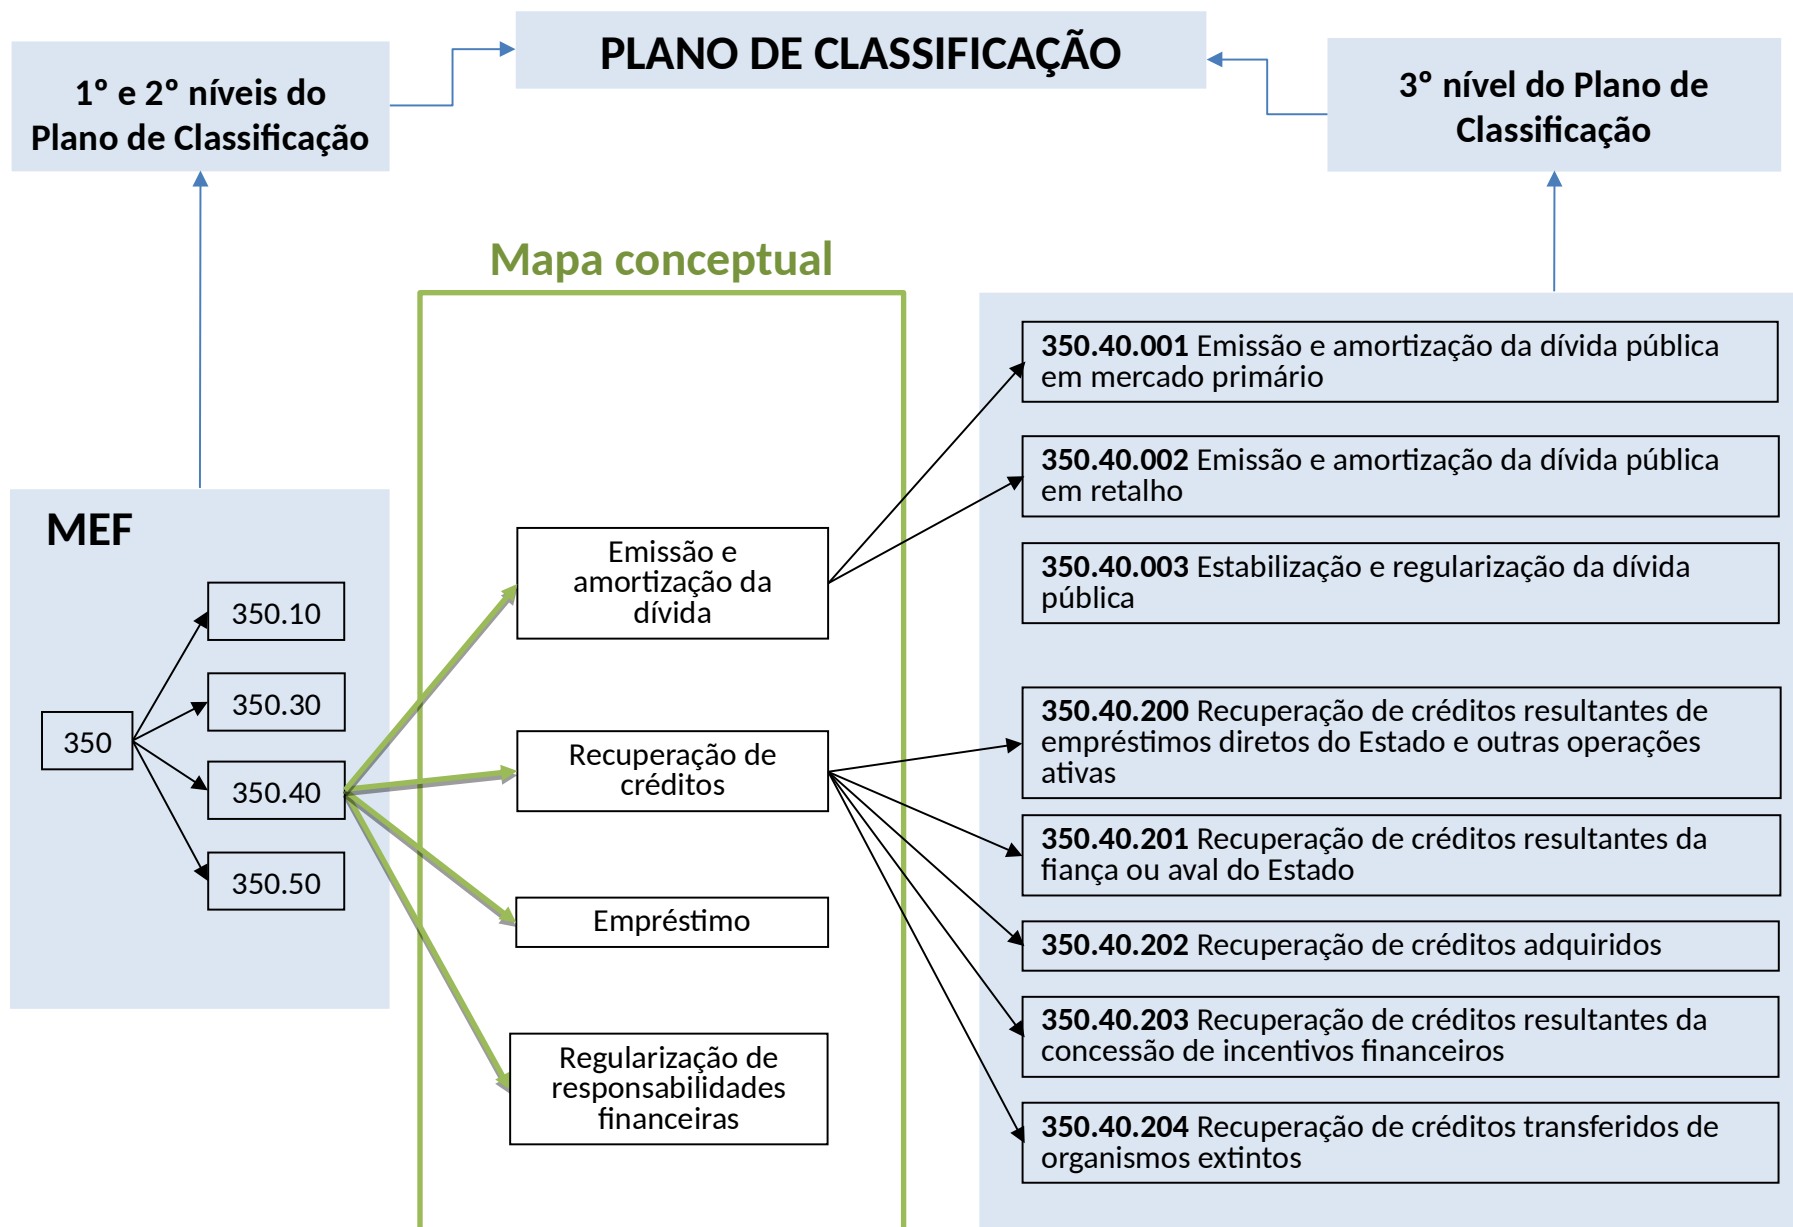 PLANO DE CLASSIFICAÇÃO
1º e 2º níveis do
Plano de Classificação
3º nível do Plano de
Classificação
Mapa conceptual
MEF
350
350.10
350.30
350.40
350.50
Emissão e
amortização da
dívida
Recuperação de
créditos
Empréstimo
Regularização de
responsabilidades
financeiras
350.40.001 Emissão e amortização da dívida pública
em mercado primário
350.40.002 Emissão e amortização da dívida pública
em retalho
350.40.003 Estabilização e regularização da dívida
pública
350.40.200 Recuperação de créditos resultantes de
empréstimos diretos do Estado e outras operações
ativas
350.40.201 Recuperação de créditos resultantes da
fiança ou aval do Estado
350.40.202 Recuperação de créditos adquiridos
350.40.203 Recuperação de créditos resultantes da
concessão de incentivos financeiros
350.40.204 Recuperação de créditos transferidos de
organismos extintos